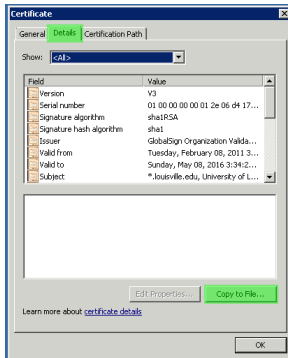 Certificate
General Details Certification Path
Show: <All>
Field Value
Version V3
Serial number 01 00 00 00 00 01 2e 06 d4 17...
Signature algorithm sha1RSA
Signature hash algorithm sha1
Issuer GlobalSign Organization Valida...
Valid from Tuesday, February 08, 2011 3...
Valid to Sunday, May 08, 2016 3:34:2...
Subject *.louisville.edu, University of L...
Edit Properties... Copy to File...
Learn more about certificate details
OK